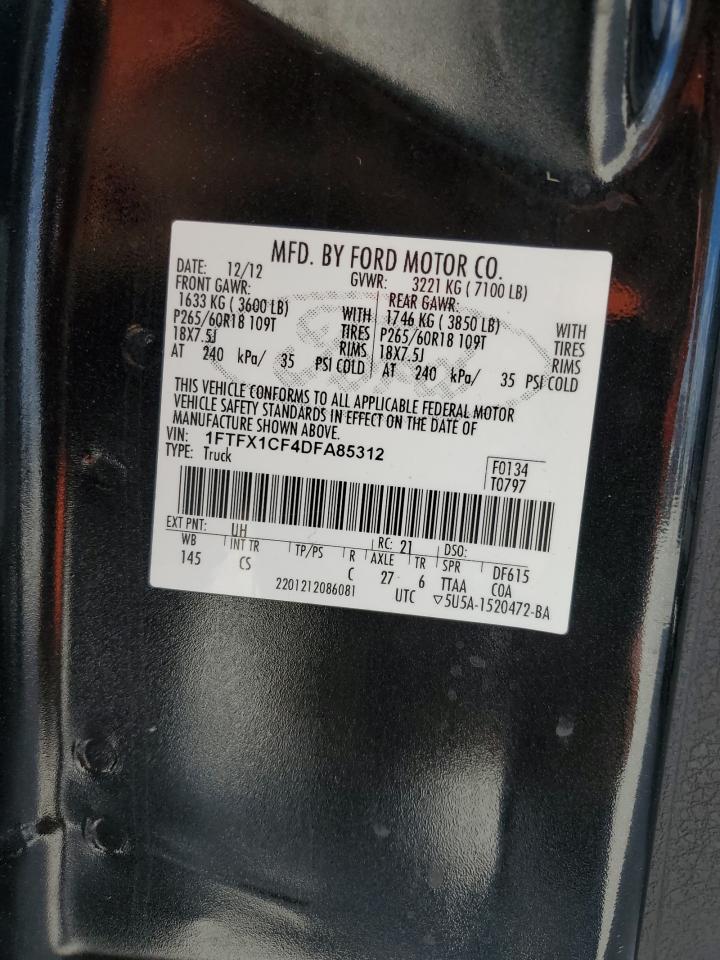 MFD. BY FORD MOTOR CO.
DATE: 12/12 GVWR: 3221 KG ( 7100 LB)
FRONT GAWR: REAR GAWR:
1633 KG ( 3600 LB) WITH 1746 KG ( 3850 LB) WITH
P265/60R18 109T TIRES P265/60R18 109T TIRES
18X7.5J RIMS 18X7.5J RIMS
AT 240 kPa/ 35 PSI COLD AT 240 kPa/ 35 PSI COLD
THIS VEHICLE CONFORMS TO ALL APPLICABLE FEDERAL MOTOR
VEHICLE SAFETY STANDARDS IN EFFECT ON THE DATE OF
MANUFACTURE SHOWN ABOVE.
VIN: 1FTFX1CF4DFA85312
TYPE: Truck
F0134
T0797
EXT PNT: UH RC: 21 DSO:
WB INT TR TP/PS R AXLE TR SPR DF615
145 CS C 27 6 TTAA COA
2201212086081 UTC ▽5U5A-1520472-BA
Ford